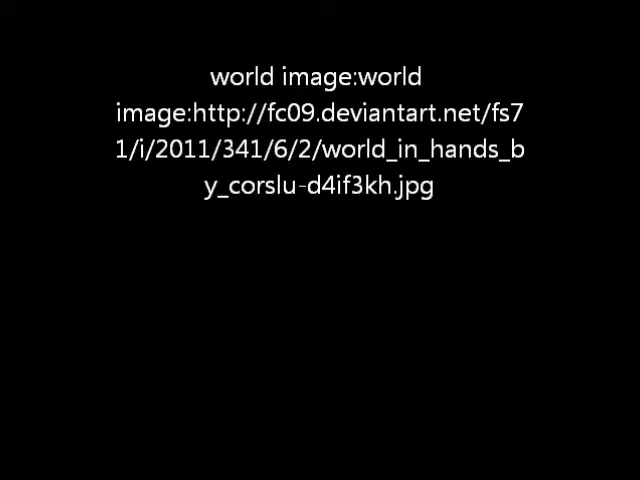 world image:world
image:http://fc09.deviantart.net/fs7
1/i/2011/341/6/2/world_in_hands_b
y_corslu-d4if3kh.jpg